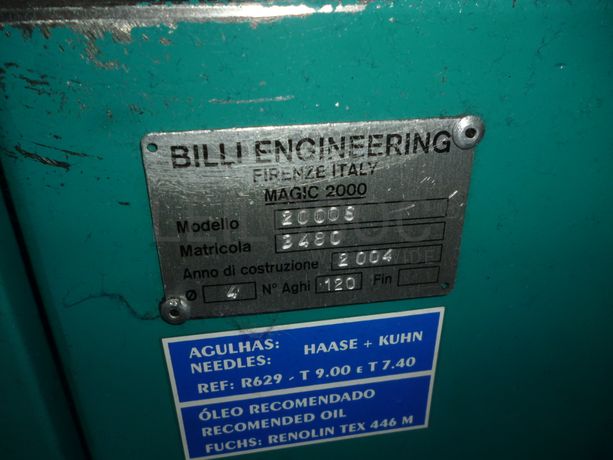 BILLI ENGINEERING
FIRENZE ITALY
MAGIC 2000
Modello 2000S
Matricola 3480
Anno di costruzione 2004
Ø 4 N° Aghi 120 Fin
AGULHAS: HAASE + KUHN
NEEDLES:
REF: R629 - T 9.00 E T 7.40
ÓLEO RECOMENDADO
RECOMENDED OIL
FUCHS: RENOLIN TEX 446 M